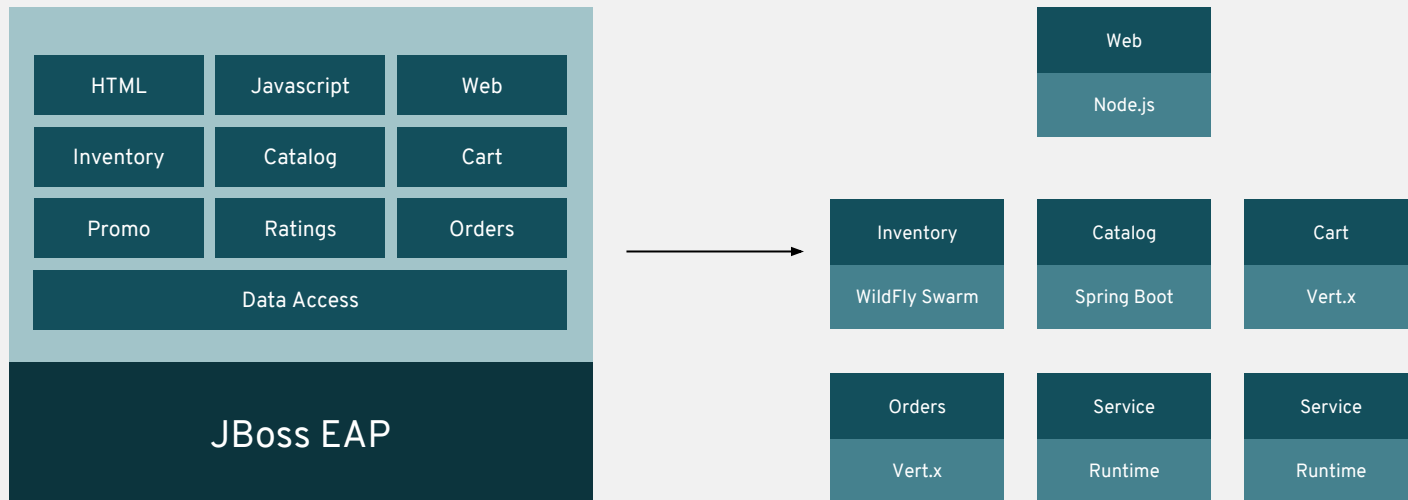 HTML
Javascript
Web
Inventory
Catalog
Cart
Promo
Ratings
Orders
Data Access
JBoss EAP
Web
Node.js
Inventory
WildFly Swarm
Catalog
Spring Boot
Cart
Vert.x
Orders
Vert.x
Service
Runtime
Service
Runtime